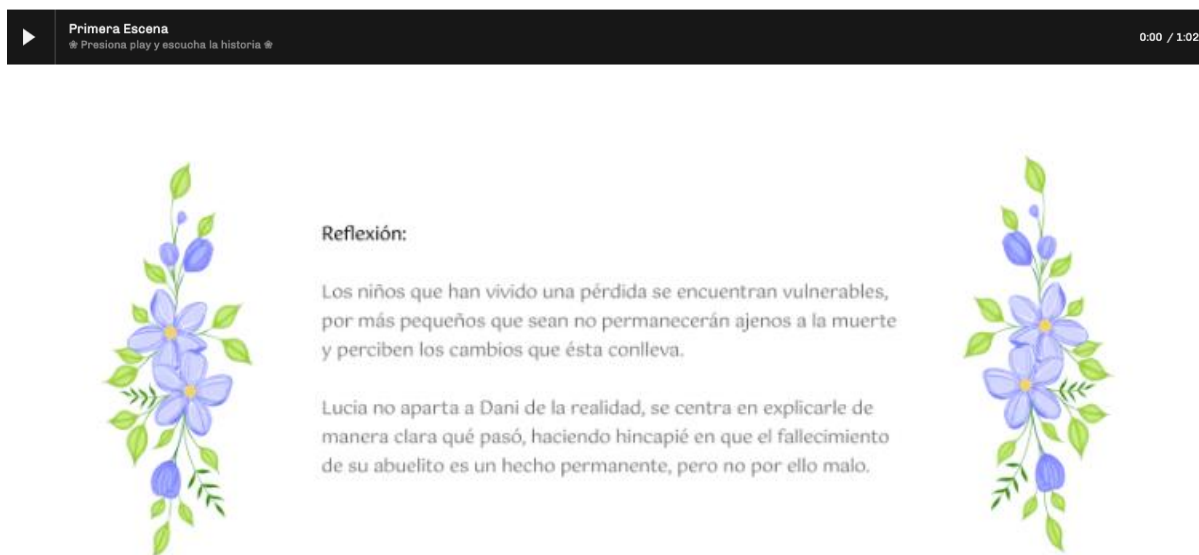 Primera Escena
❀ Presiona play y escucha la historia ❀
0:00 / 1:02
Reflexión:
Los niños que han vivido una pérdida se encuentran vulnerables,
por más pequeños que sean no permanecerán ajenos a la muerte
y perciben los cambios que ésta conlleva.
Lucia no aparta a Dani de la realidad, se centra en explicarle de
manera clara qué pasó, haciendo hincapié en que el fallecimiento
de su abuelito es un hecho permanente, pero no por ello malo.